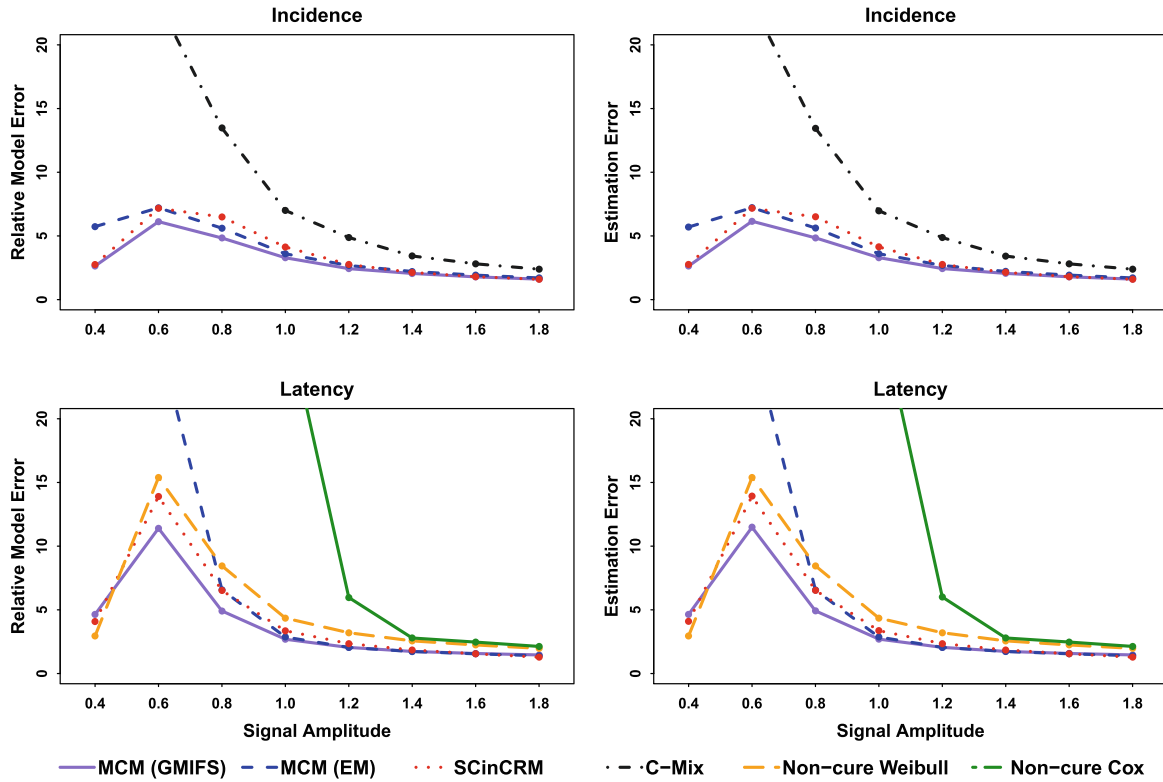 Incidence
Relative Model Error
20
15
10
5
0
0.4 0.6 0.8 1.0 1.2 1.4 1.6 1.8
Incidence
Estimation Error
20
15
10
5
0
0.4 0.6 0.8 1.0 1.2 1.4 1.6 1.8
Latency
Relative Model Error
20
15
10
5
0
0.4 0.6 0.8 1.0 1.2 1.4 1.6 1.8
Signal Amplitude
Latency
Estimation Error
20
15
10
5
0
0.4 0.6 0.8 1.0 1.2 1.4 1.6 1.8
Signal Amplitude
MCM (GMIFS) MCM (EM) SCinCRM C−Mix Non−cure Weibull Non−cure Cox